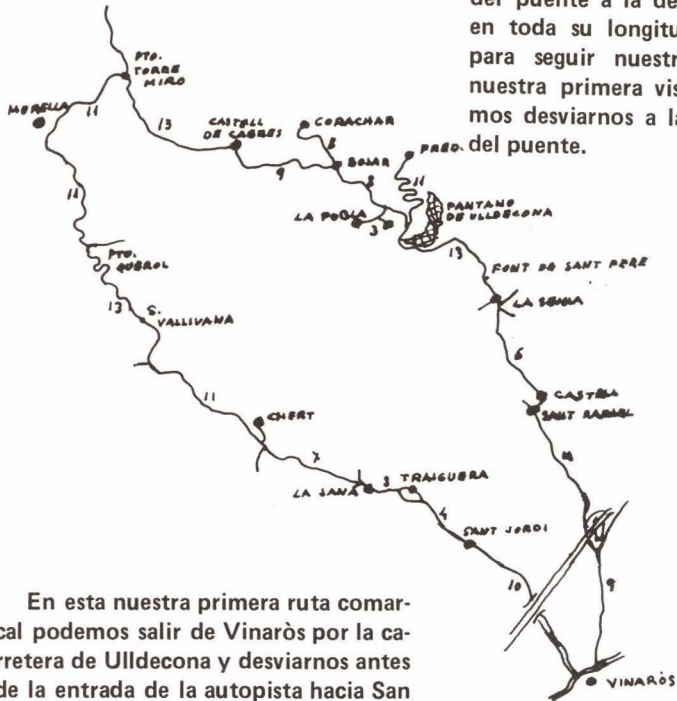 del puente a la de
en toda su longitu
para seguir nuestr
nuestra primera vis
mos desviarnos a la
del puente.
PTO.
TORRE
MIRO
MORELLA
11
13
CASTELL
DE CABRES
CORACHAR
8
9
BOJAR
8
FREDES
11
LA POBLA
3
PANTANO
DE ULLDECONA
13
FONT DE SANT PERE
LA SENIA
11
PTO.
QUEROL
13
S.
VALLIVANA
6
CASTELL
SANT RAFAEL
11
CHERT
7
LA JANA
3
TRAIGUERA
4
SANT JORDI
10
9
VINARÒS
En esta nuestra primera ruta comar-
cal podemos salir de Vinaròs por la ca-
rretera de Ulldecona y desviarnos antes
de la entrada de la autopista hacia San